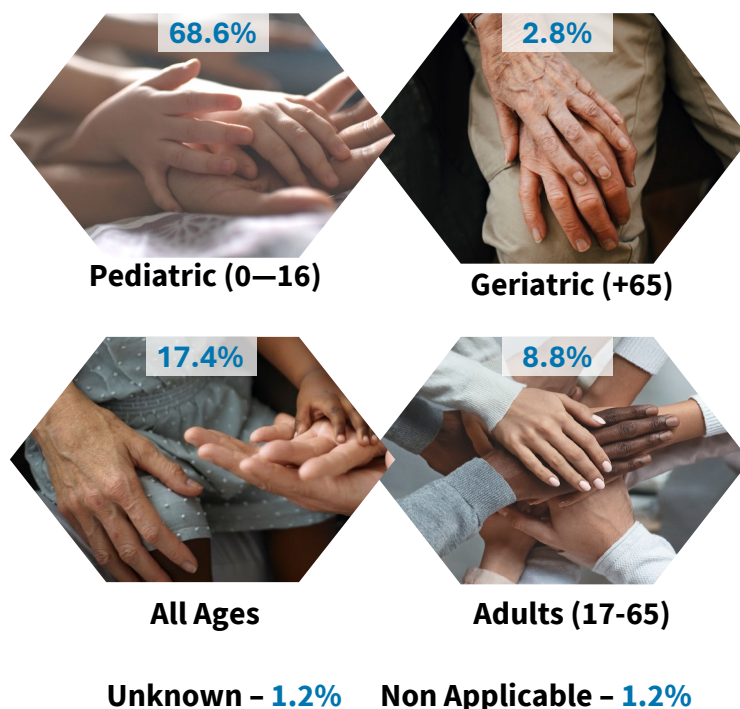 68.6%
2.8%
Pediatric (0—16)
Geriatric (+65)
17.4%
8.8%
All Ages
Adults (17-65)
Unknown – 1.2%
Non Applicable – 1.2%